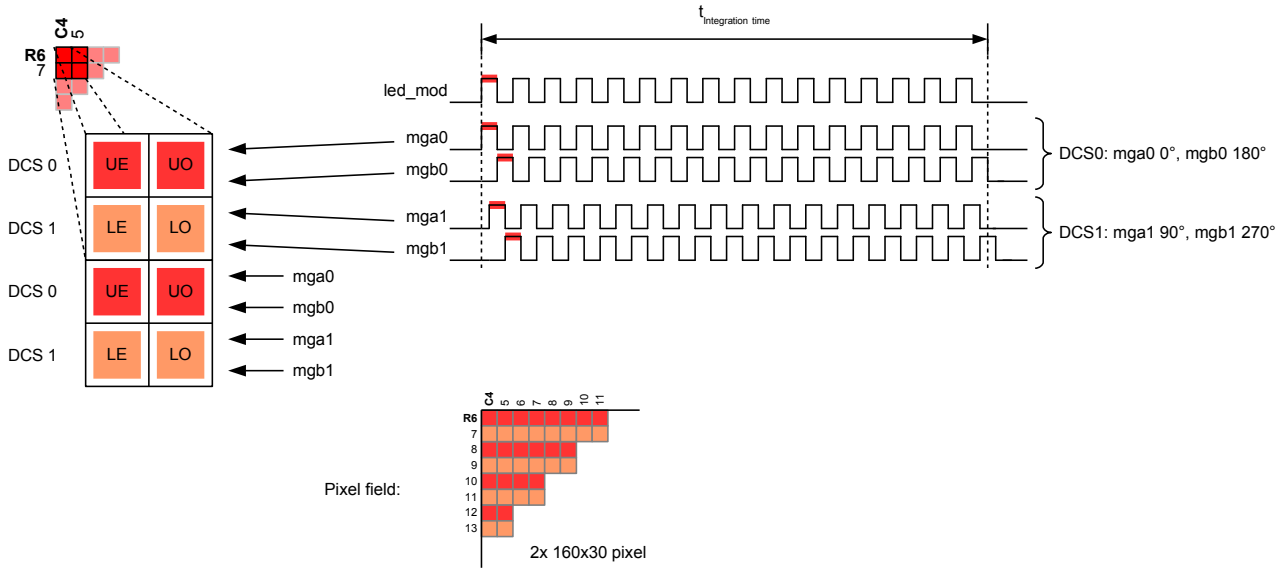 t Integration time
C4
5
R6
7
led_mod
mga0
mgb0
DCS0: mga0 0°, mgb0 180°
DCS 0
UE
UO
DCS 1
LE
LO
mga1
mgb1
DCS1: mga1 90°, mgb1 270°
DCS 0
UE
UO
mga0
mgb0
DCS 1
LE
LO
mga1
mgb1
C4 5 6 7 8 9 10 11
R6
7
8
9
10
11
12
13
Pixel field:
2x 160x30 pixel